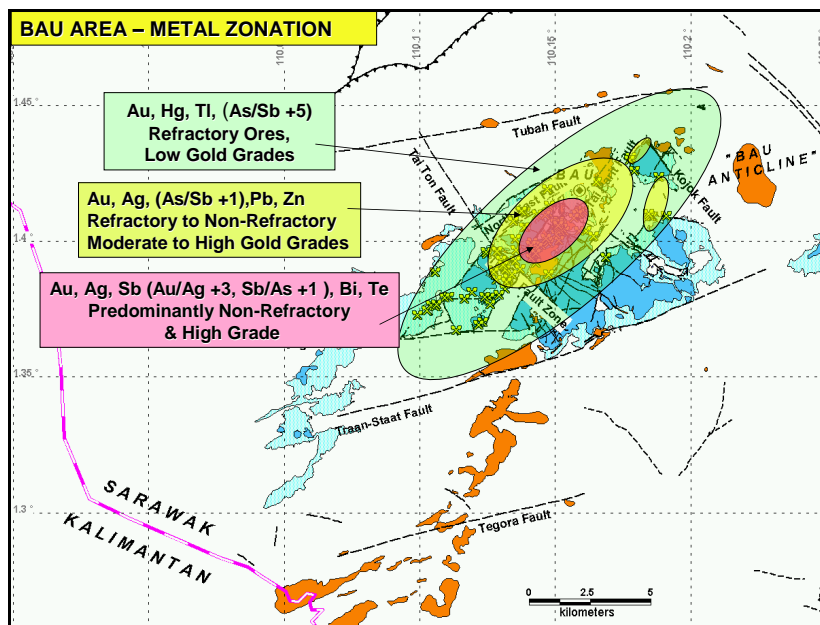 BAU AREA – METAL ZONATION
110.1
110.15
110.2
1.45°
Au, Hg, Tl, (As/Sb +5)
Refractory Ores,
Low Gold Grades
Tubah Fault
Tai Ton Fault
"BAU
ANTICLINE"
BAU
Kojok Fault
Au, Ag, (As/Sb +1),Pb, Zn
Refractory to Non-Refractory
Moderate to High Gold Grades
1.4°
Au, Ag, Sb (Au/Ag +3, Sb/As +1 ), Bi, Te
Predominantly Non-Refractory
& High Grade
Fault Zone
1.35°
Traan-Staat Fault
1.3°
SARAWAK
KALIMANTAN
Tegora Fault
0 2.5 5
kilometers